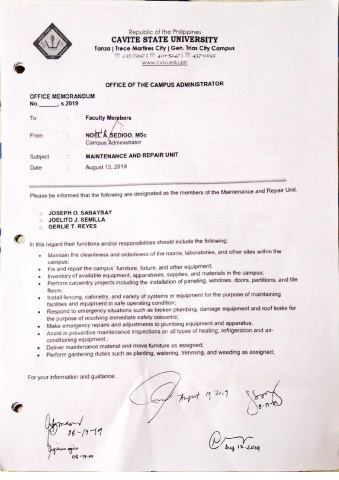 Republic of the Philippines
CAVITE STATE UNIVERSITY
Tanza | Trece Martires City | Gen. Trias City Campus
www.cvsu.edu.ph
OFFICE OF THE CAMPUS ADMINISTRATOR
OFFICE MEMORANDUM
No.______, s.2019
To : Faculty Members
From : NOEL A. SEDIGO, MSc
Campus Administrator
Subject : MAINTENANCE AND REPAIR UNIT
Date : August 13, 2019
Please be informed that the following are designated as the members of the Maintenance and Repair Unit.
○ JOSEPH O. SABAYBAY
○ JOELITO J. SEMILLA
○ GERLIE T. REYES
In this regard their functions and/or responsibilities should include the following:
• Maintain the cleanliness and orderliness of the rooms, laboratories, and other sites within the
campus;
• Fix and repair the campus' furniture, fixture, and other equipment;
• Inventory of available equipment, apparatuses, supplies, and materials in the campus;
• Perform carpentry projects including the installation of paneling, windows, doors, partitions, and tile
floors;
• Install fencing, cabinetry, and variety of systems or equipment for the purpose of maintaining
facilities and equipment in safe operating condition;
• Respond to emergency situations such as broken plumbing, damage equipment and roof leaks for
the purpose of resolving immediate safety concerns;
• Make emergency repairs and adjustments to plumbing equipment and apparatus;
• Assist in preventive maintenance inspections on all types of heating, refrigeration and air-
conditioning equipment ;
• Deliver maintenance material and move furniture as assigned;
• Perform gardening duties such as planting, watering, trimming, and weeding as assigned;
For your information and guidance.
August 19, 2019
08-19-19
08-19-19
Aug 12-2019